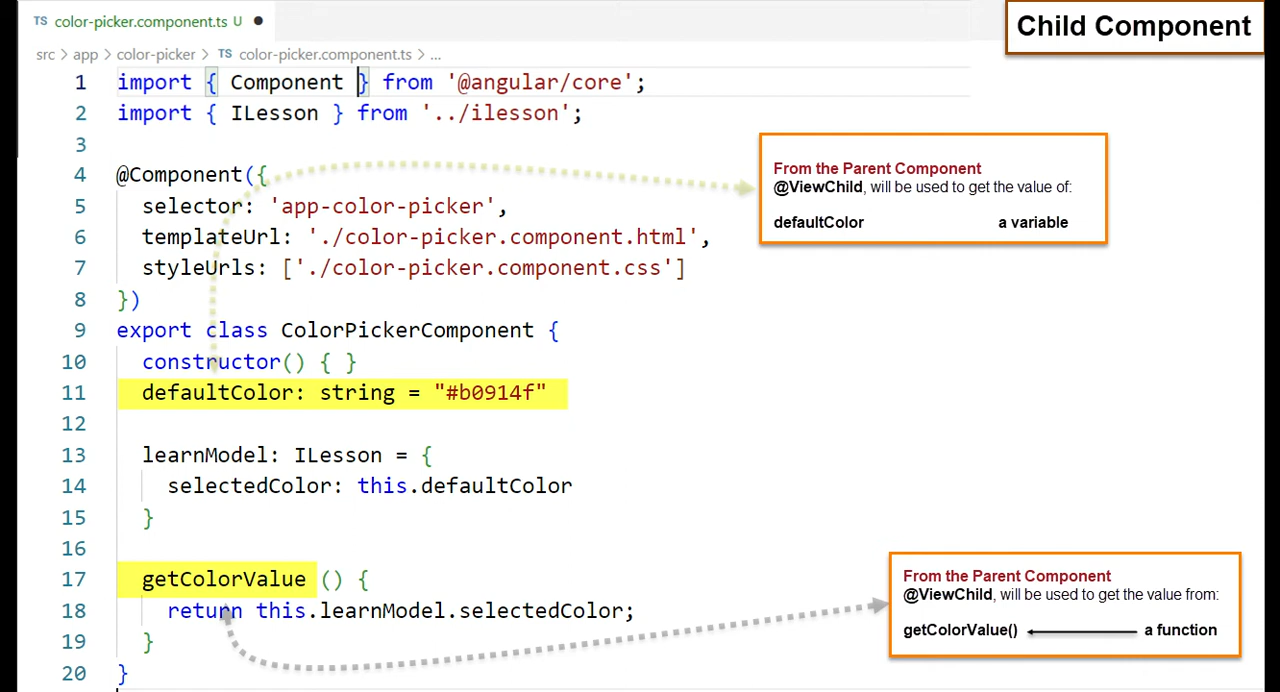 TS color-picker.component.ts U ●
Child Component
src > app > color-picker > TS color-picker.component.ts > ...
1 import { Component } from '@angular/core';
2 import { ILesson } from '../ilesson';
3
4 @Component({
5 selector: 'app-color-picker',
6 templateUrl: './color-picker.component.html',
7 styleUrls: ['./color-picker.component.css']
8 })
9 export class ColorPickerComponent {
10 constructor() { }
11 defaultColor: string = "#b0914f"
12
13 learnModel: ILesson = {
14 selectedColor: this.defaultColor
15 }
16
17 getColorValue () {
18 return this.learnModel.selectedColor;
19 }
20 }
From the Parent Component
@ViewChild, will be used to get the value of:
defaultColor a variable
From the Parent Component
@ViewChild, will be used to get the value from:
getColorValue() a function